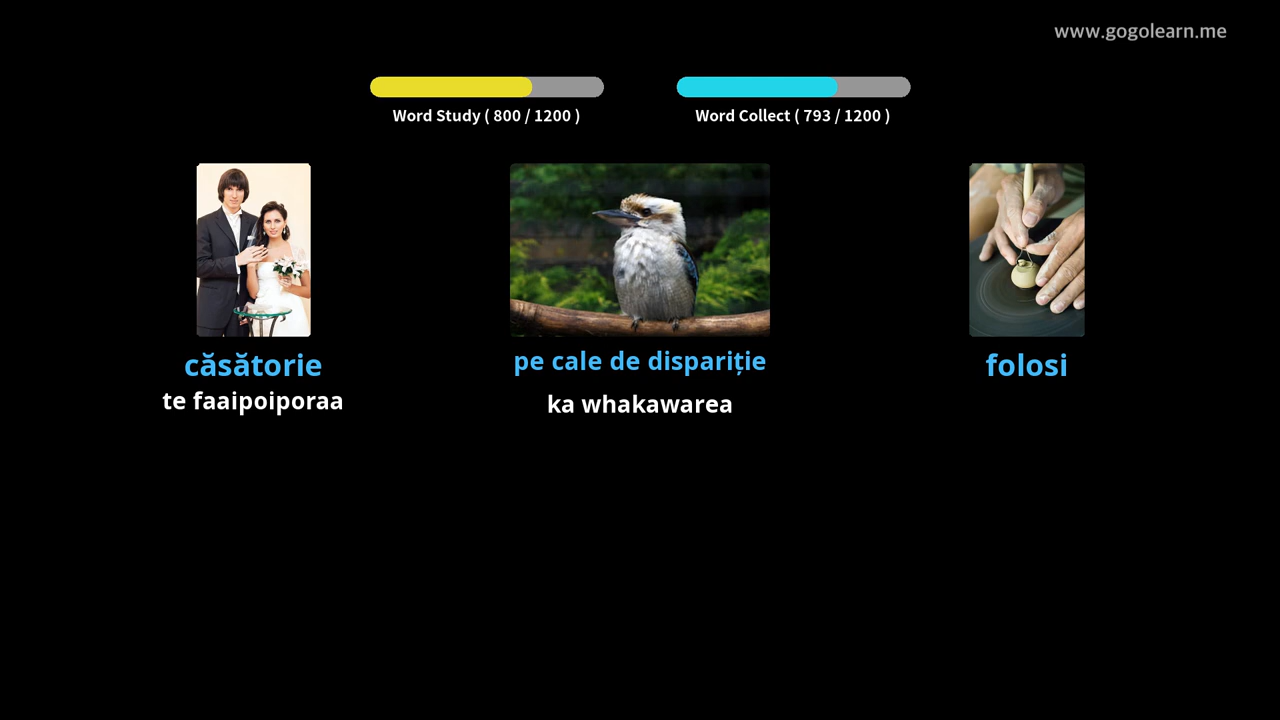 www.gogolearn.me
Word Study ( 800 / 1200 )
Word Collect ( 793 / 1200 )
căsătorie
te faaipoiporaa
pe cale de dispariție
ka whakawarea
folosi